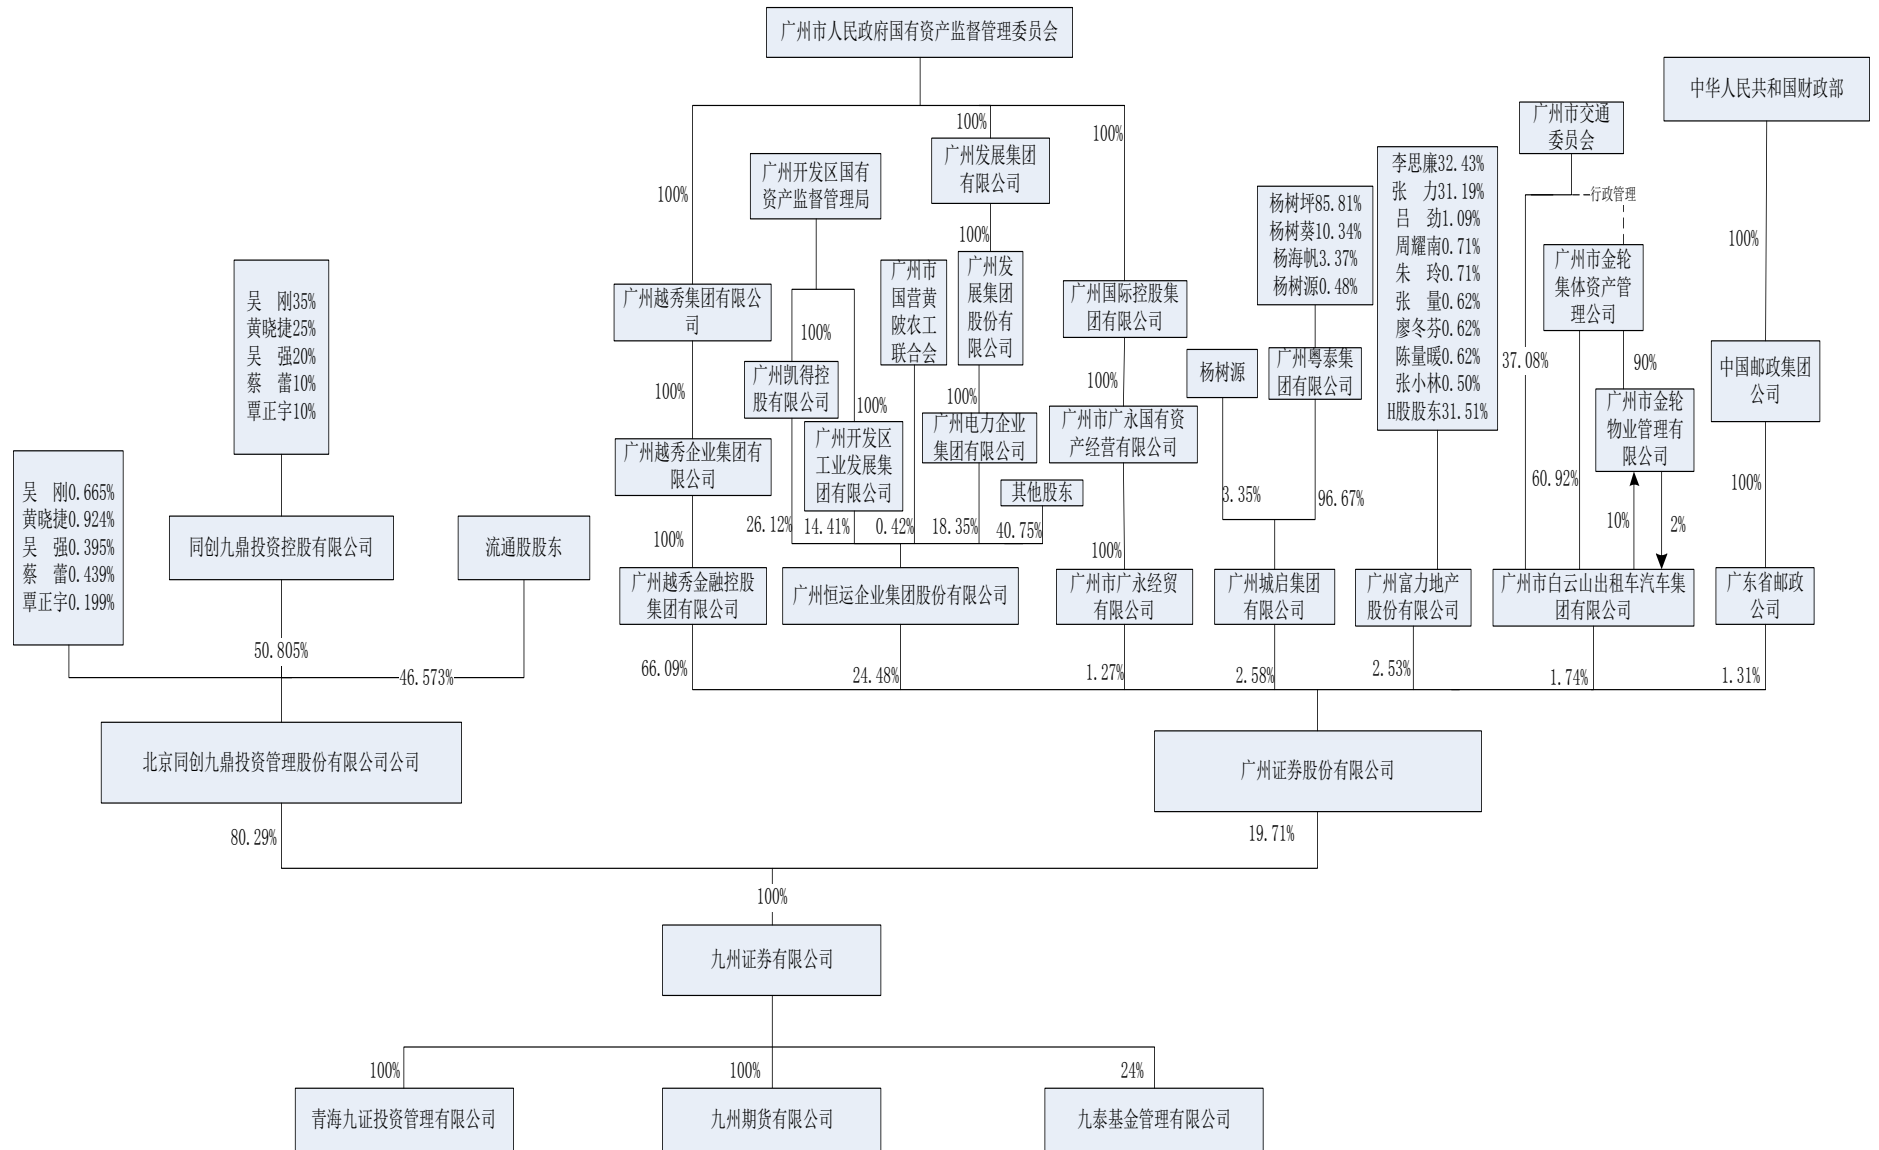 广州市人民政府国有资产监督管理委员会
中华人民共和国财政部
广州市交通
委员会
100%
100%
广州发展集团
有限公司
李思廉32.43%
张　力31.19%
吕　劲1.09%
周耀南0.71%
朱　玲0.71%
张　量0.62%
廖冬芬0.62%
陈量暖0.62%
张小林0.50%
H股股东31.51%
广州开发区国有
资产监督管理局
100%
杨树坪85.81%
杨树葵10.34%
杨海帆3.37%
杨树源0.48%
行政管理
100%
100%
吴　刚35%
黄晓捷25%
吴　强20%
蔡　蕾10%
覃正宇10%
广州越秀集团有限公
司
广州市
国营黄
陂农工
联合会
广州发
展集团
股份有
限公司
广州国际控股集
团有限公司
广州市金轮
集体资产管
理公司
100%
37.08%
90%
广州凯得控
股有限公司
杨树源
广州粤泰集
团有限公司
中国邮政集团
公司
100%
100%
100%
100%
广州开发区
工业发展集
团有限公司
广州电力企业
集团有限公司
广州市广永国有资
产经营有限公司
广州市金轮
物业管理有
限公司
广州越秀企业集团有
限公司
吴　刚0.665%
黄晓捷0.924%
吴　强0.395%
蔡　蕾0.439%
覃正宇0.199%
同创九鼎投资控股有限公司
流通股股东
其他股东
3.35%
96.67%
60.92%
100%
100%
26.12%
14.41%
0.42%
18.35%
40.75%
100%
10%
2%
广州越秀金融控股
集团有限公司
广州恒运企业集团股份有限公司
广州市广永经贸
有限公司
广州城启集团
有限公司
广州富力地产
股份有限公司
广州市白云山出租车汽车集
团有限公司
广东省邮政
公司
50.805%
46.573%
66.09%
24.48%
1.27%
2.58%
2.53%
1.74%
1.31%
北京同创九鼎投资管理股份有限公司公司
广州证券股份有限公司
80.29%
19.71%
100%
九州证券有限公司
100%
100%
24%
青海九证投资管理有限公司
九州期货有限公司
九泰基金管理有限公司